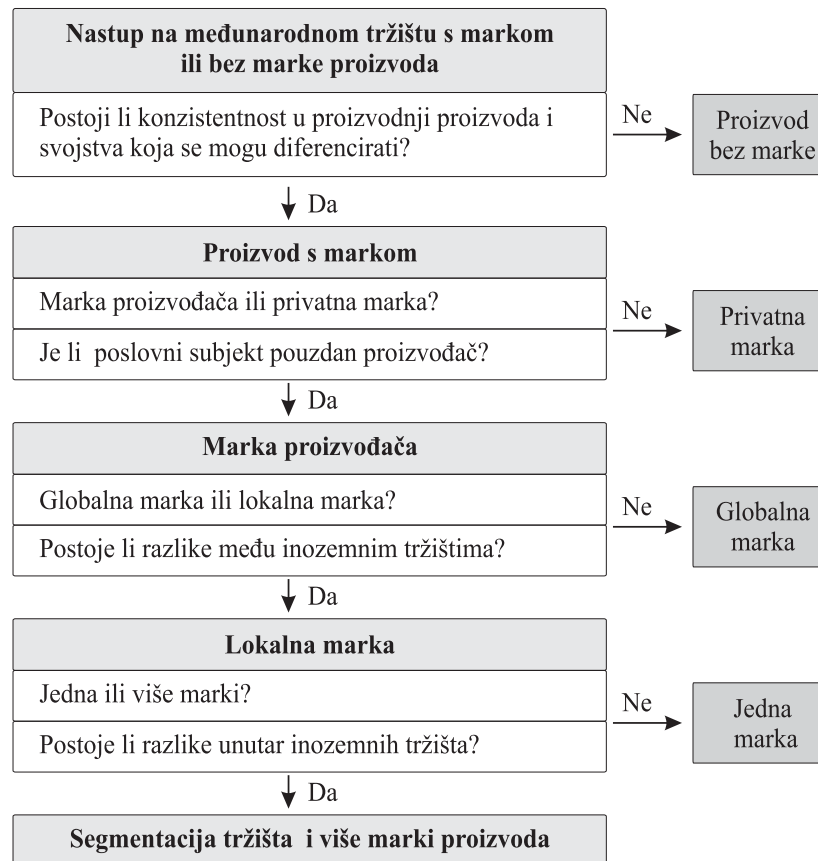 Nastup na međunarodnom tržištu s markom
ili bez marke proizvoda
Postoji li konzistentnost u proizvodnji proizvoda i
svojstva koja se mogu diferencirati?
Ne
Proizvod
bez marke
Da
Proizvod s markom
Marka proizvođača ili privatna marka?
Je li poslovni subjekt pouzdan proizvođač?
Ne
Privatna
marka
Da
Marka proizvođača
Globalna marka ili lokalna marka?
Postoje li razlike među inozemnim tržištima?
Ne
Globalna
marka
Da
Lokalna marka
Jedna ili više marki?
Postoje li razlike unutar inozemnih tržišta?
Ne
Jedna
marka
Da
Segmentacija tržišta i više marki proizvoda